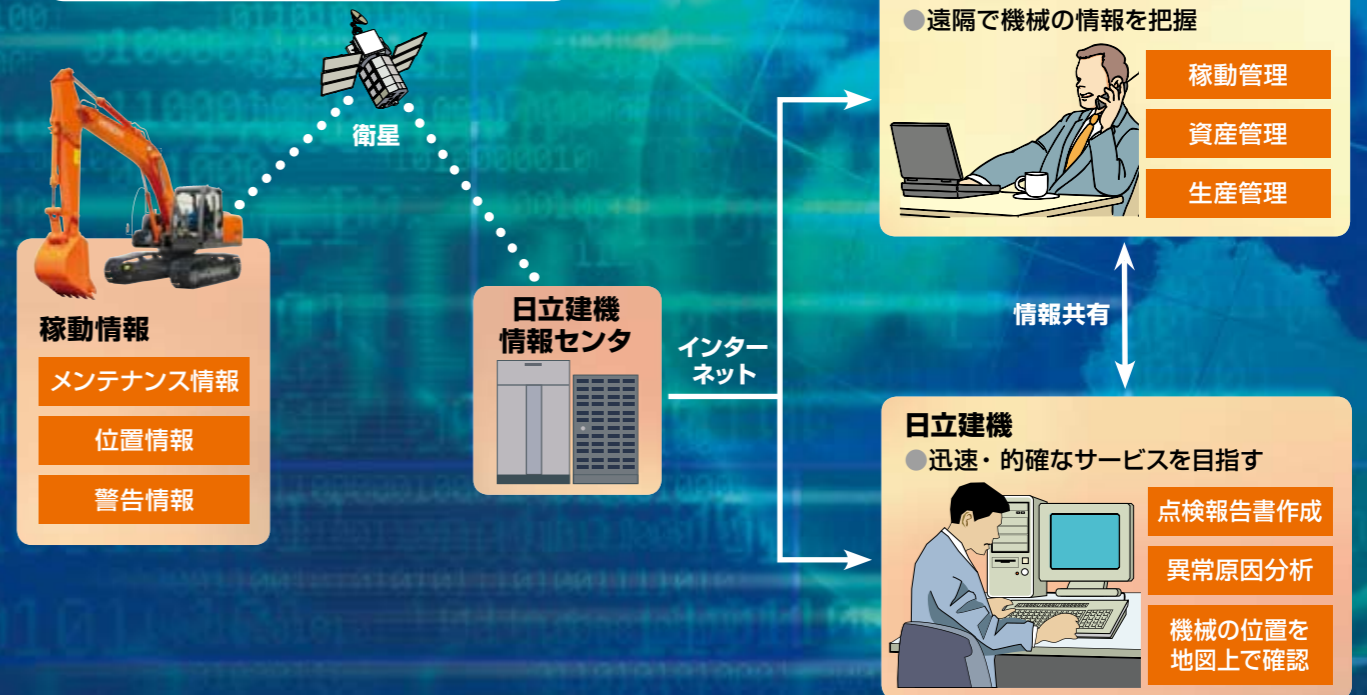 衛星
稼動情報
メンテナンス情報
位置情報
警告情報
日立建機
情報センタ
インター
ネット
●遠隔で機械の情報を把握
稼動管理
資産管理
生産管理
情報共有
日立建機
●迅速・的確なサービスを目指す
点検報告書作成
異常原因分析
機械の位置を
地図上で確認